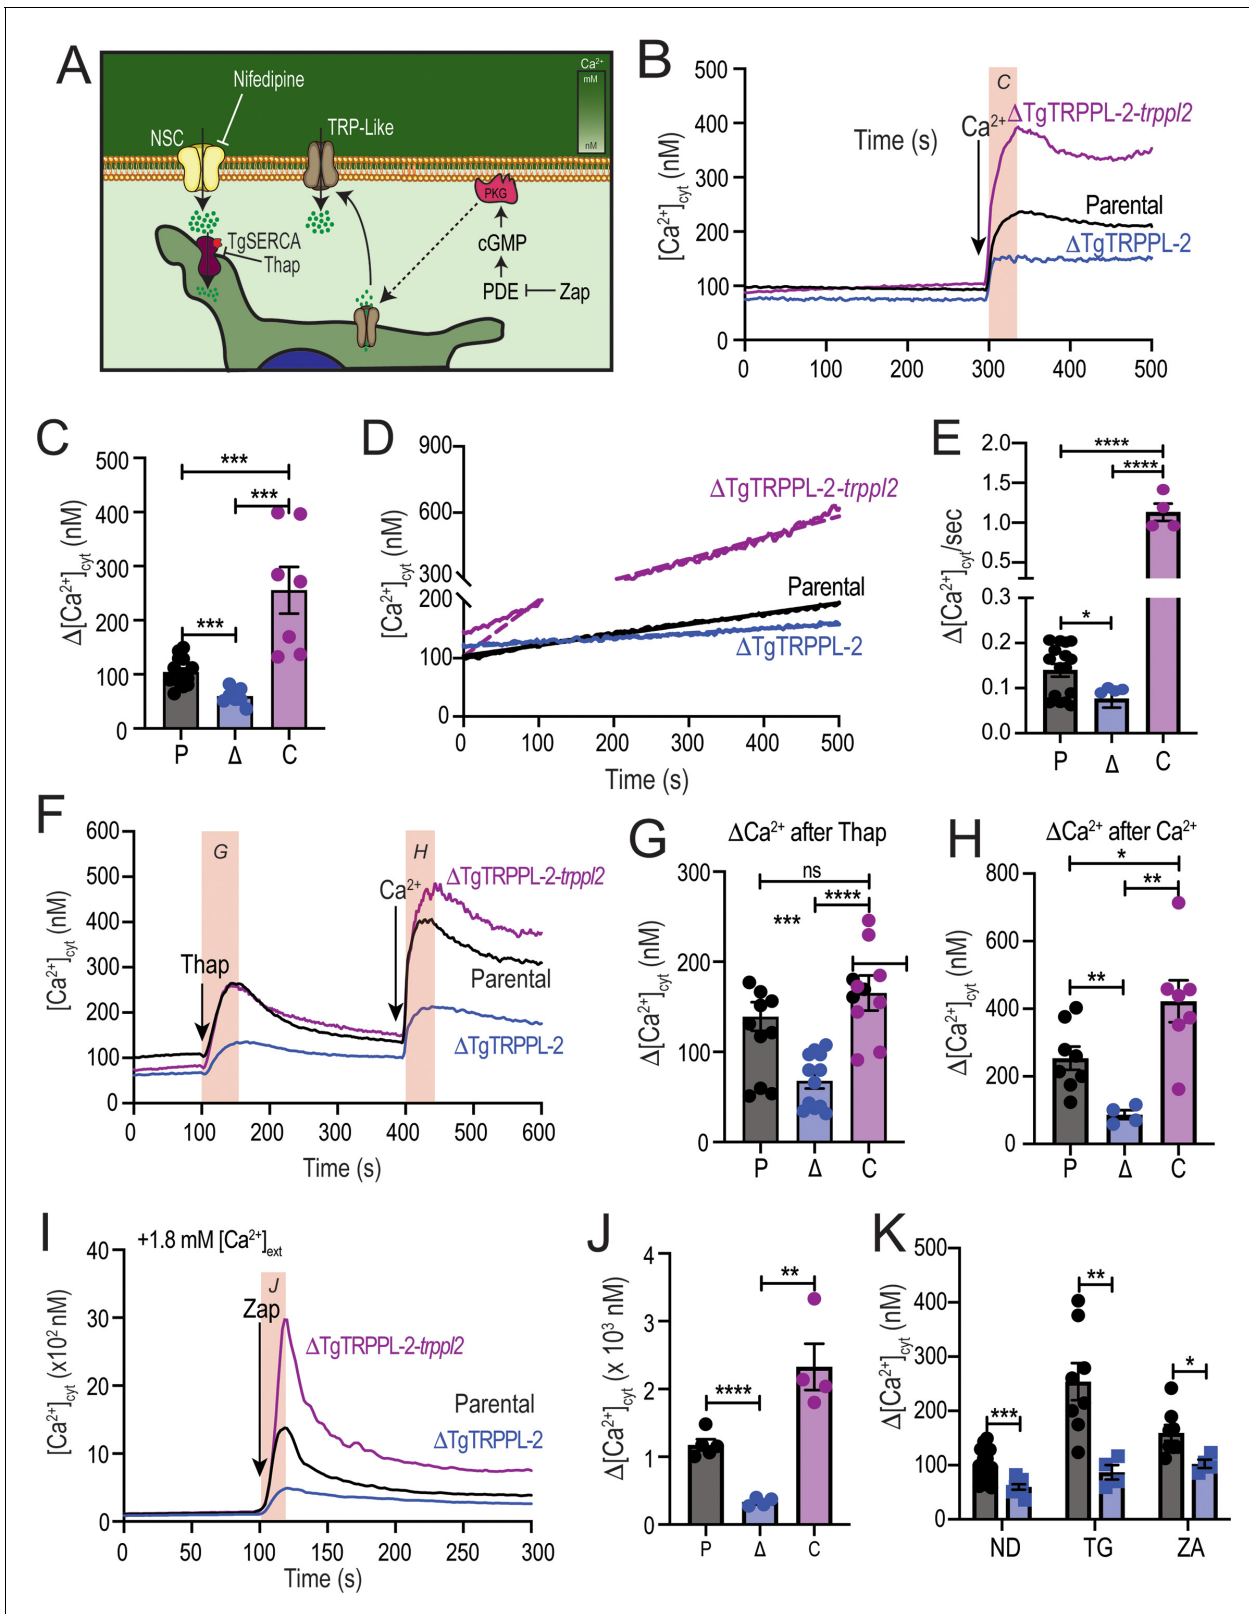 A
Ca²⁺
mM
nM
Nifedipine
NSC
TRP-Like
PKG
TgSERCA
Thap
cGMP
PDE
Zap
B
[Ca²⁺]cyt (nM)
500
400
300
200
100
0
C
Ca²⁺
ΔTgTRPPL-2-trppl2
Time (s)
Parental
ΔTgTRPPL-2
0 100 200 300 400 500
C
Δ[Ca²⁺]cyt (nM)
500
400
300
200
100
0
***
***
***
P Δ C
D
[Ca²⁺]cyt (nM)
900
600
300
200
100
0
ΔTgTRPPL-2-trppl2
Parental
ΔTgTRPPL-2
0 100 200 300 400 500
Time (s)
E
Δ[Ca²⁺]cyt/sec
2.0
1.5
1.0
0.5
0.3
0.2
0.1
0.0
****
****
*
P Δ C
F
[Ca²⁺]cyt (nM)
600
500
400
300
200
100
0
G
H
Thap
Ca²⁺
ΔTgTRPPL-2-trppl2
Parental
ΔTgTRPPL-2
0 100 200 300 400 500 600
Time (s)
G
ΔCa²⁺ after Thap
Δ[Ca²⁺]cyt (nM)
300
200
100
0
ns
****
***
P Δ C
H
ΔCa²⁺ after Ca²⁺
Δ[Ca²⁺]cyt (nM)
800
600
400
200
0
*
**
**
P Δ C
I
+1.8 mM [Ca²⁺]ext
[Ca²⁺]cyt (x10² nM)
40
30
20
10
0
J
Zap
ΔTgTRPPL-2-trppl2
Parental
ΔTgTRPPL-2
0 50 100 150 200 250 300
Time (s)
J
Δ[Ca²⁺]cyt (x 10³ nM)
4
3
2
1
0
**
****
P Δ C
K
Δ[Ca²⁺]cyt (nM)
500
400
300
200
100
0
***
**
*
ND TG ZA